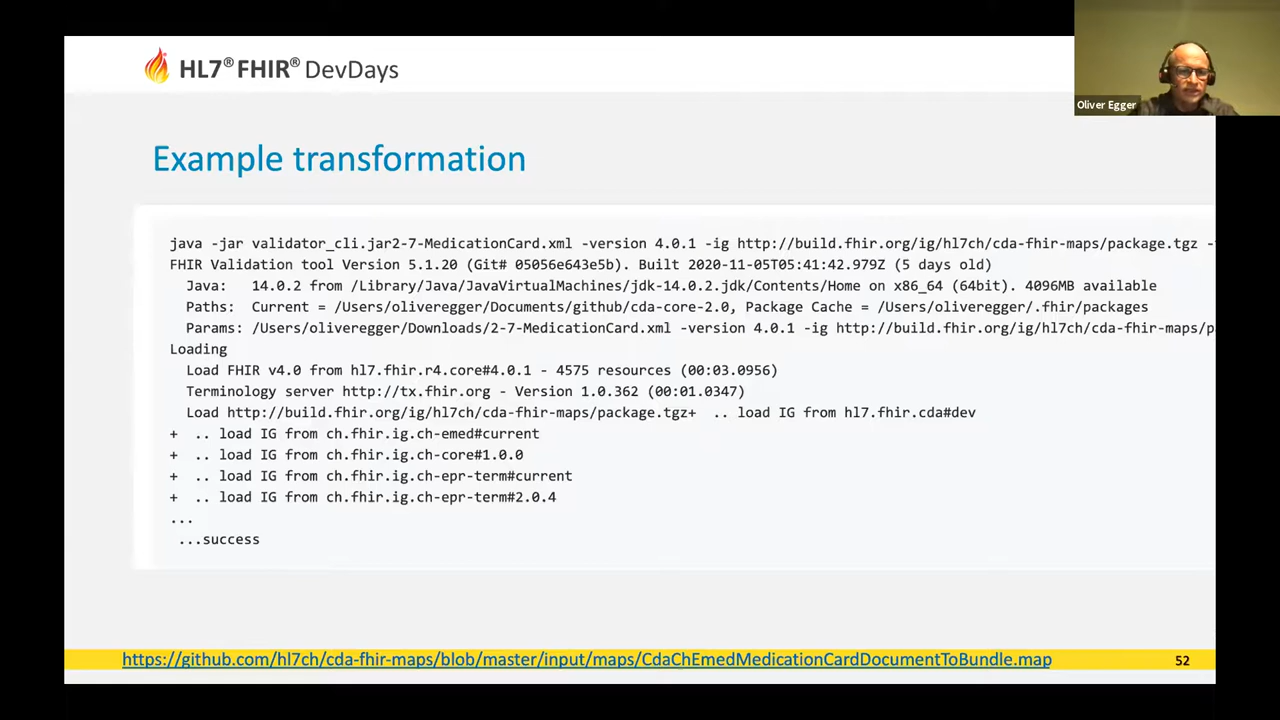 HL7® FHIR® DevDays
Oliver Egger
Example transformation
java -jar validator_cli.jar2-7-MedicationCard.xml -version 4.0.1 -ig http://build.fhir.org/ig/hl7ch/cda-fhir-maps/package.tgz -
FHIR Validation tool Version 5.1.20 (Git# 05056e643e5b). Built 2020-11-05T05:41:42.979Z (5 days old)
Java: 14.0.2 from /Library/Java/JavaVirtualMachines/jdk-14.0.2.jdk/Contents/Home on x86_64 (64bit). 4096MB available
Paths: Current = /Users/oliveregger/Documents/github/cda-core-2.0, Package Cache = /Users/oliveregger/.fhir/packages
Params: /Users/oliveregger/Downloads/2-7-MedicationCard.xml -version 4.0.1 -ig http://build.fhir.org/ig/hl7ch/cda-fhir-maps/p
Loading
Load FHIR v4.0 from hl7.fhir.r4.core#4.0.1 - 4575 resources (00:03.0956)
Terminology server http://tx.fhir.org - Version 1.0.362 (00:01.0347)
Load http://build.fhir.org/ig/hl7ch/cda-fhir-maps/package.tgz+ .. load IG from hl7.fhir.cda#dev
+ .. load IG from ch.fhir.ig.ch-emed#current
+ .. load IG from ch.fhir.ig.ch-core#1.0.0
+ .. load IG from ch.fhir.ig.ch-epr-term#current
+ .. load IG from ch.fhir.ig.ch-epr-term#2.0.4
...
...success
https://github.com/hl7ch/cda-fhir-maps/blob/master/input/maps/CdaChEmedMedicationCardDocumentToBundle.map
52